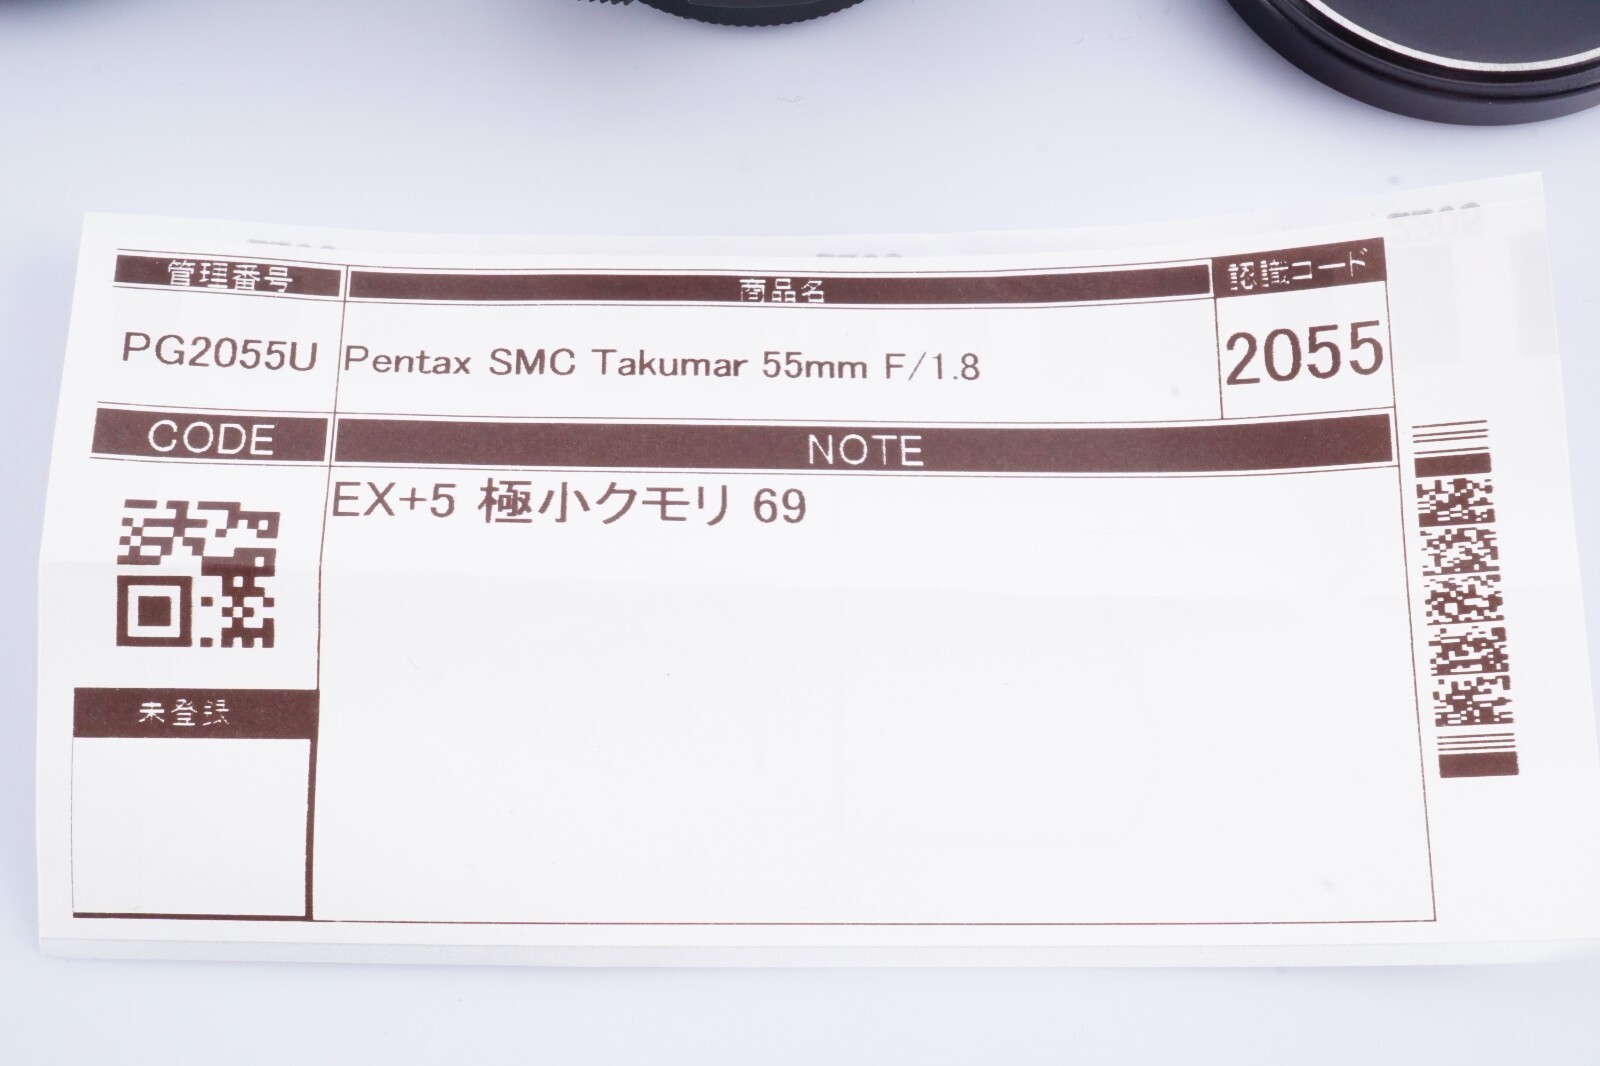 管理番号 商品名 認識コード
PG2055U Pentax SMC Takumar 55mm F/1.8 2055
CODE NOTE
EX+5 極小クモリ 69
未登録